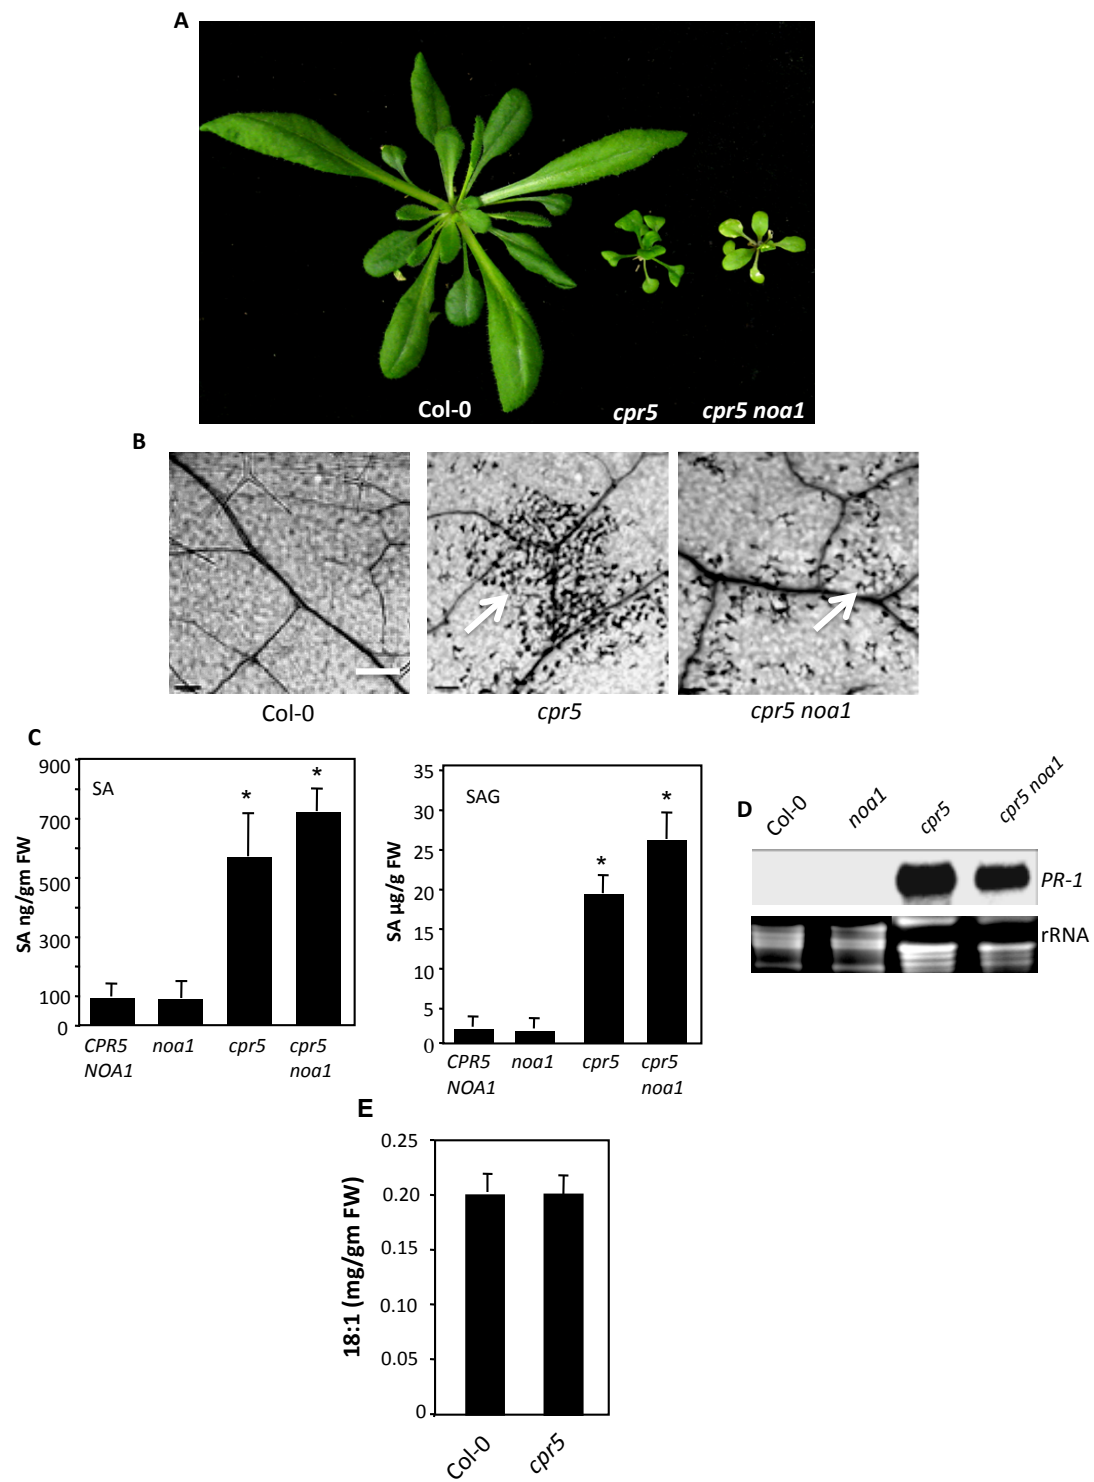 A
Col-0
cpr5
cpr5 noa1
B
Col-0
cpr5
cpr5 noa1
C
900
700
500
300
100
0
SA ng/gm FW
SA
*
*
CPR5
NOA1
noa1
cpr5
cpr5
noa1
35
30
25
20
15
10
5
0
SA µg/g FW
SAG
*
*
CPR5
NOA1
noa1
cpr5
cpr5
noa1
D
Col-0
noa1
cpr5
cpr5 noa1
PR-1
rRNA
E
0.25
0.20
0.15
0.10
0.05
0
18:1 (mg/gm FW)
Col-0
cpr5